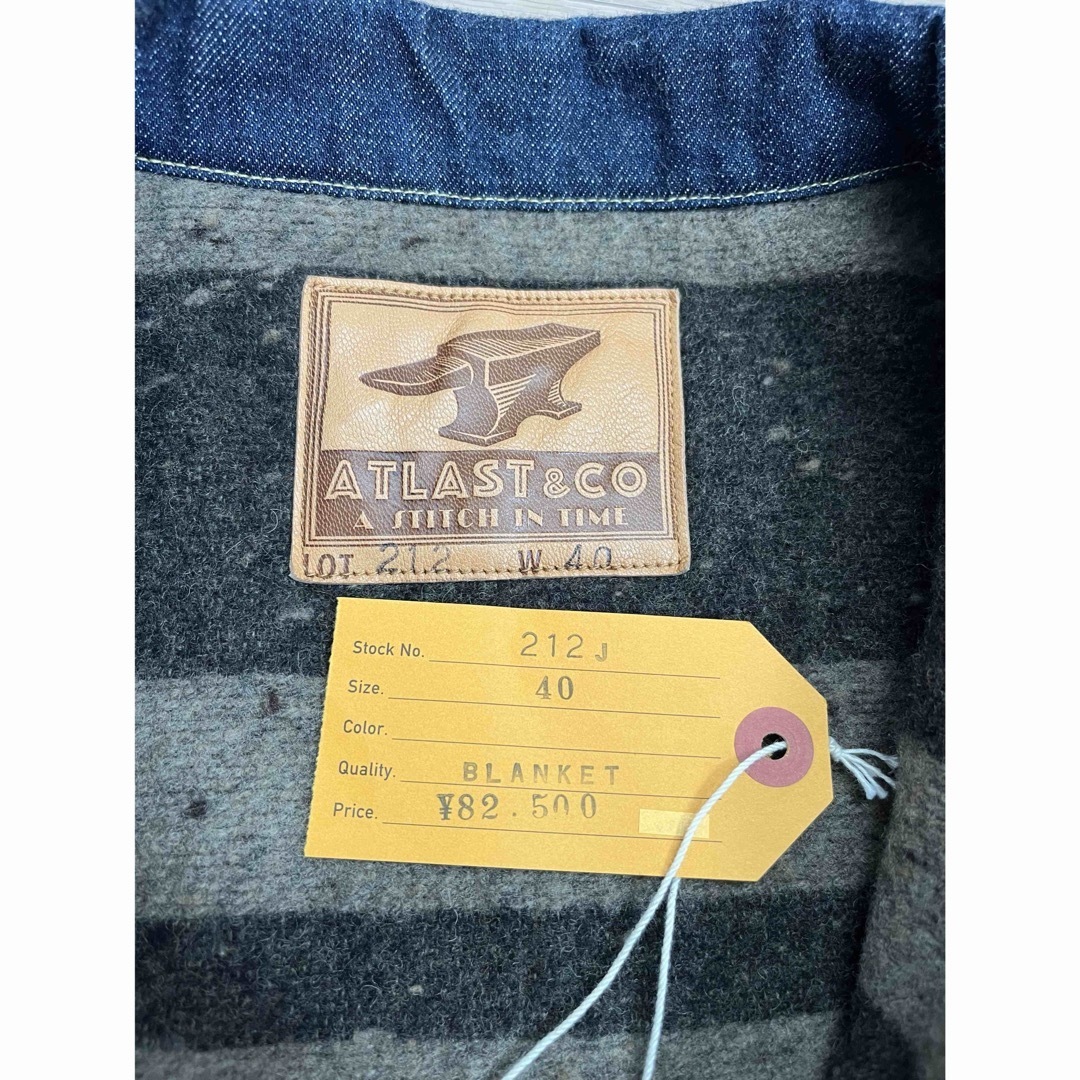 ATLAST&CO
A STITCH IN TIME
LOT 212 W 40
Stock No. 212J
Size. 40
Color.
Quality. BLANKET
Price. ¥82.500